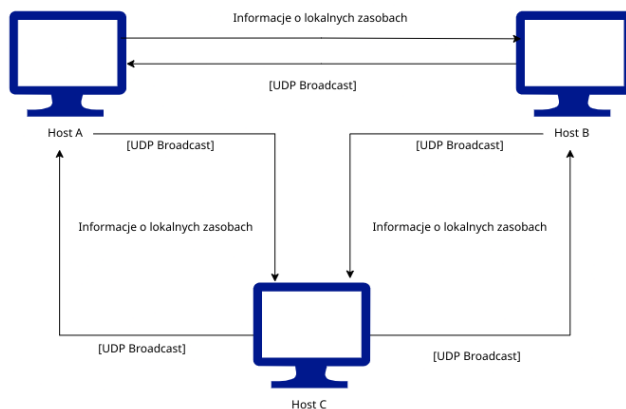 Informacje o lokalnych zasobach
[UDP Broadcast]
Host A
Host B
[UDP Broadcast]
[UDP Broadcast]
Informacje o lokalnych zasobach
Informacje o lokalnych zasobach
[UDP Broadcast]
[UDP Broadcast]
Host C